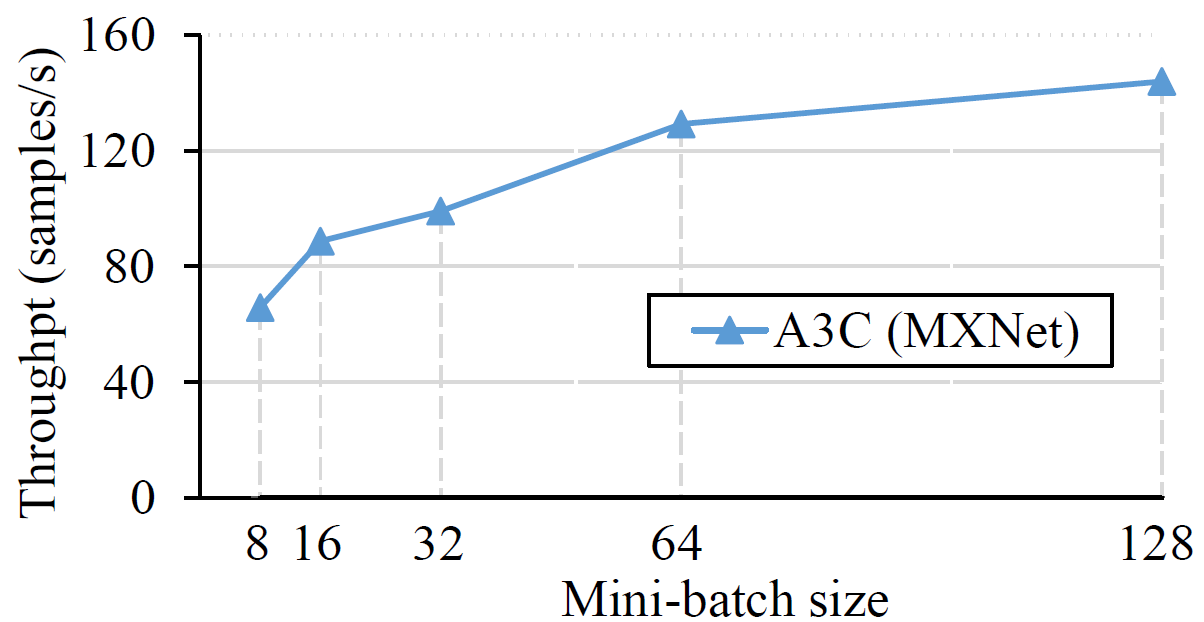 Throughpt (samples/s)
160
120
80
40
0
A3C (MXNet)
8 16 32 64 128
Mini-batch size